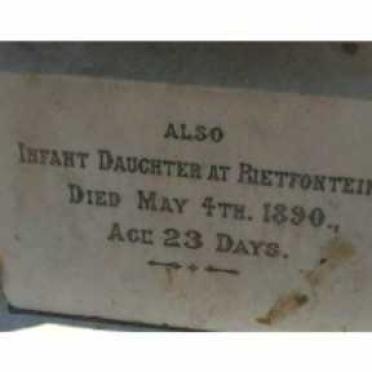 ALSO
INFANT DAUGHTER AT RIETFONTEIN
DIED MAY 4TH. 1890.,
AGE 23 DAYS.